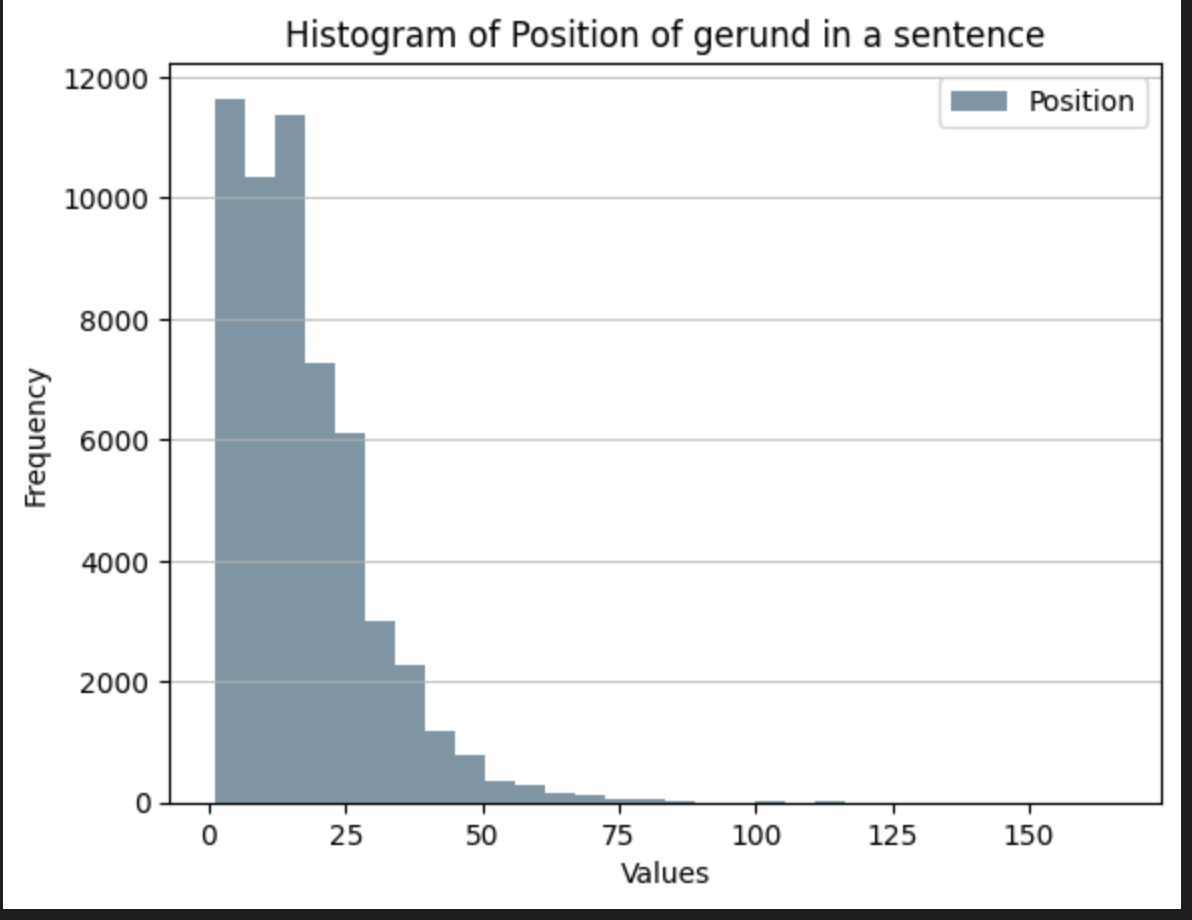 Histogram of Position of gerund in a sentence
Position
12000
10000
8000
6000
4000
2000
0
Frequency
0 25 50 75 100 125 150
Values